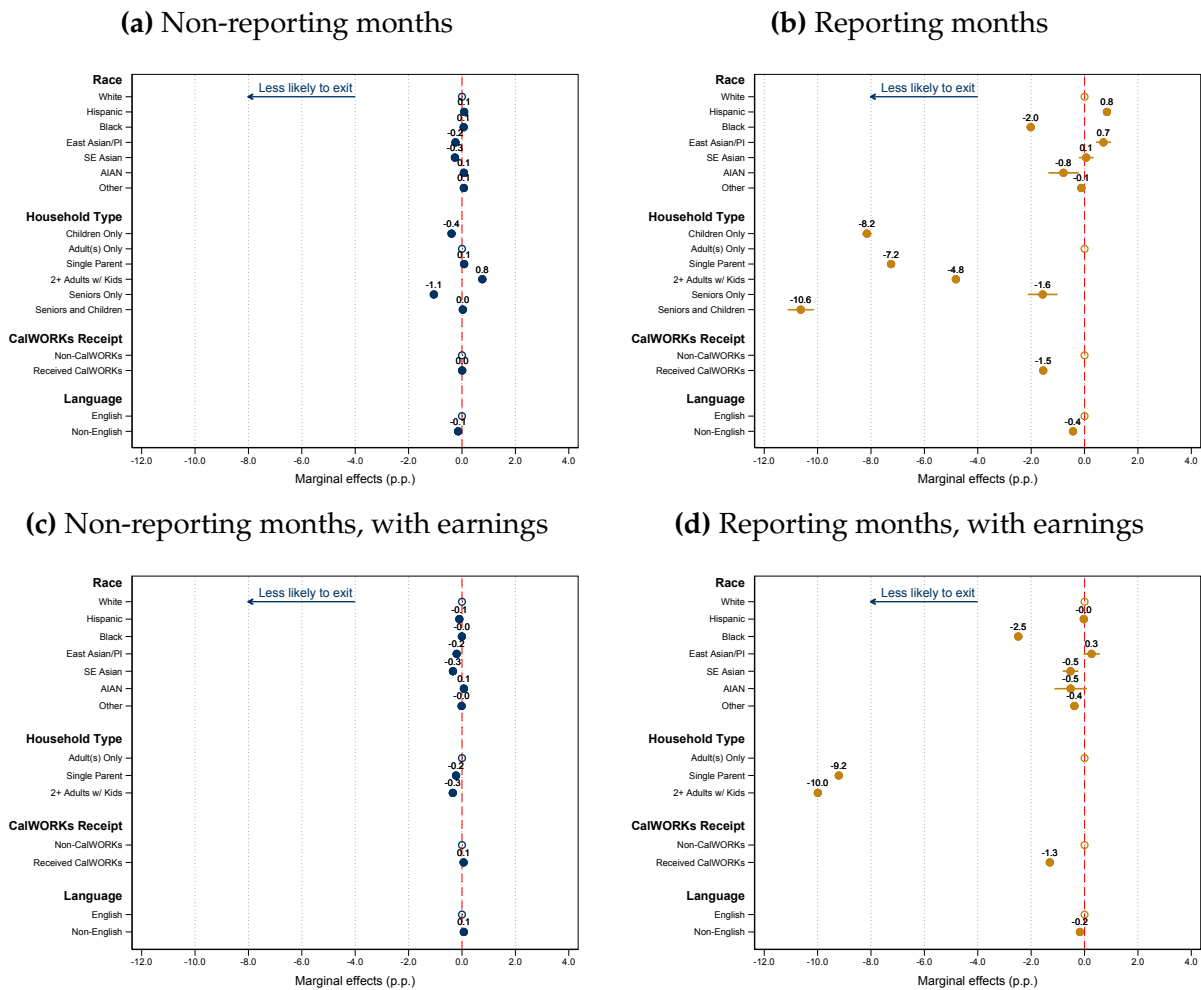 (a) Non-reporting months
Race
Less likely to exit
White
0.1
Hispanic
0.1
Black
-0.2
East Asian/PI
-0.3
SE Asian
0.1
AIAN
0.1
Other
Household Type
-0.4
Children Only
Adult(s) Only
0.1
Single Parent
0.8
2+ Adults w/ Kids
-1.1
Seniors Only
0.0
Seniors and Children
CalWORKs Receipt
Non-CalWORKs
0.0
Received CalWORKs
Language
English
-0.1
Non-English
-12.0 -10.0 -8.0 -6.0 -4.0 -2.0 0.0 2.0 4.0
Marginal effects (p.p.)
(b) Reporting months
Race
Less likely to exit
White
0.8
Hispanic
-2.0
Black
0.7
East Asian/PI
0.1
SE Asian
-0.8
AIAN
-0.1
Other
Household Type
-8.2
Children Only
Adult(s) Only
-7.2
Single Parent
-4.8
2+ Adults w/ Kids
-1.6
Seniors Only
-10.6
Seniors and Children
CalWORKs Receipt
Non-CalWORKs
-1.5
Received CalWORKs
Language
English
-0.4
Non-English
-12.0 -10.0 -8.0 -6.0 -4.0 -2.0 0.0 2.0 4.0
Marginal effects (p.p.)
(c) Non-reporting months, with earnings
Race
Less likely to exit
White
-0.1
Hispanic
-0.0
Black
-0.2
East Asian/PI
-0.3
SE Asian
0.1
AIAN
-0.0
Other
Household Type
Adult(s) Only
-0.2
Single Parent
-0.3
2+ Adults w/ Kids
CalWORKs Receipt
Non-CalWORKs
0.1
Received CalWORKs
Language
English
0.1
Non-English
-12.0 -10.0 -8.0 -6.0 -4.0 -2.0 0.0 2.0 4.0
Marginal effects (p.p.)
(d) Reporting months, with earnings
Race
Less likely to exit
White
-0.0
Hispanic
-2.5
Black
0.3
East Asian/PI
-0.5
SE Asian
-0.5
AIAN
-0.4
Other
Household Type
Adult(s) Only
-9.2
Single Parent
-10.0
2+ Adults w/ Kids
CalWORKs Receipt
Non-CalWORKs
-1.3
Received CalWORKs
Language
English
-0.2
Non-English
-12.0 -10.0 -8.0 -6.0 -4.0 -2.0 0.0 2.0 4.0
Marginal effects (p.p.)